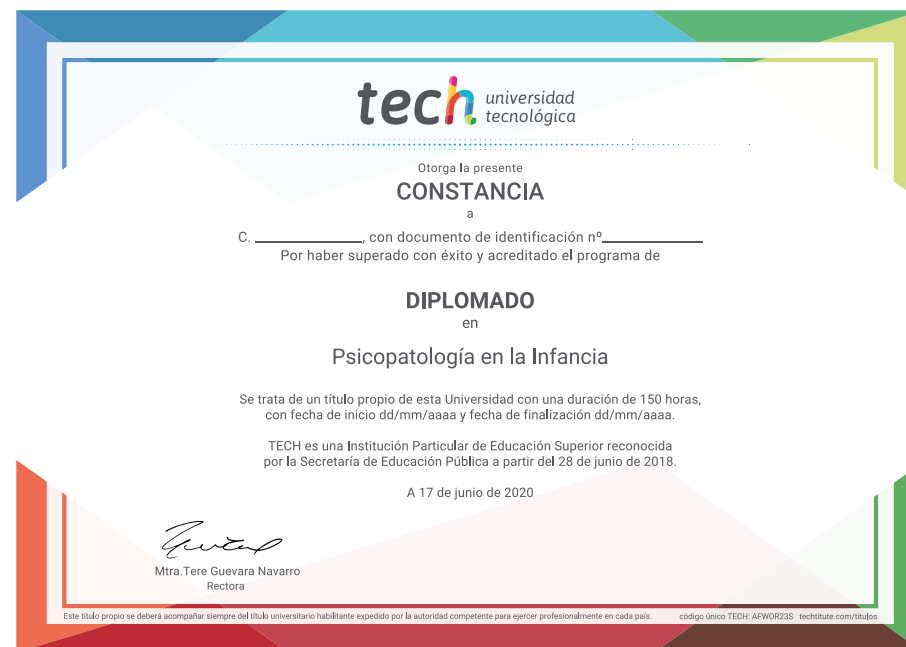 tech universidad
tecnológica
Otorga la presente
CONSTANCIA
a
C. ____________, con documento de identificación nº____________
Por haber superado con éxito y acreditado el programa de
DIPLOMADO
en
Psicopatología en la Infancia
Se trata de un título propio de esta Universidad con una duración de 150 horas,
con fecha de inicio dd/mm/aaaa y fecha de finalización dd/mm/aaaa.
TECH es una Institución Particular de Educación Superior reconocida
por la Secretaría de Educación Pública a partir del 28 de junio de 2018.
A 17 de junio de 2020
Mtra.Tere Guevara Navarro
Rectora
Este título propio se deberá acompañar siempre del título universitario habilitante expedido por la autoridad competente para ejercer profesionalmente en cada país. código único TECH: AFWOR23S techtitute.com/titulos